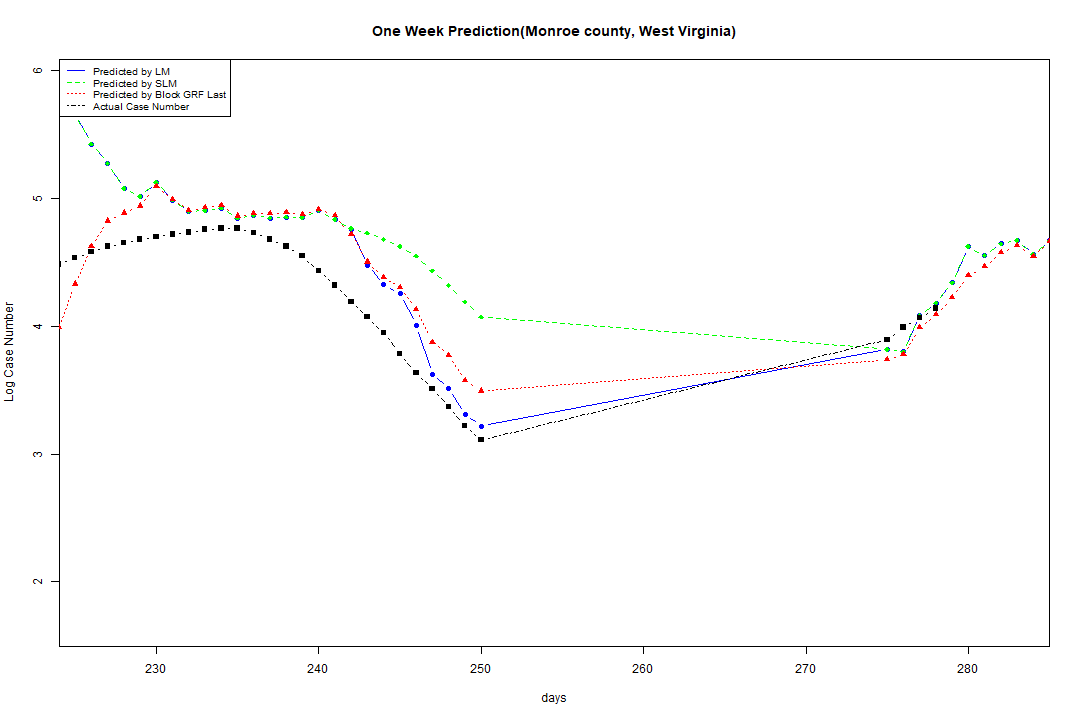 One Week Prediction(Monroe county, West Virginia)
Predicted by LM
Predicted by SLM
Predicted by Block GRF Last
Actual Case Number
6
5
4
3
2
Log Case Number
230 240 250 260 270 280
days